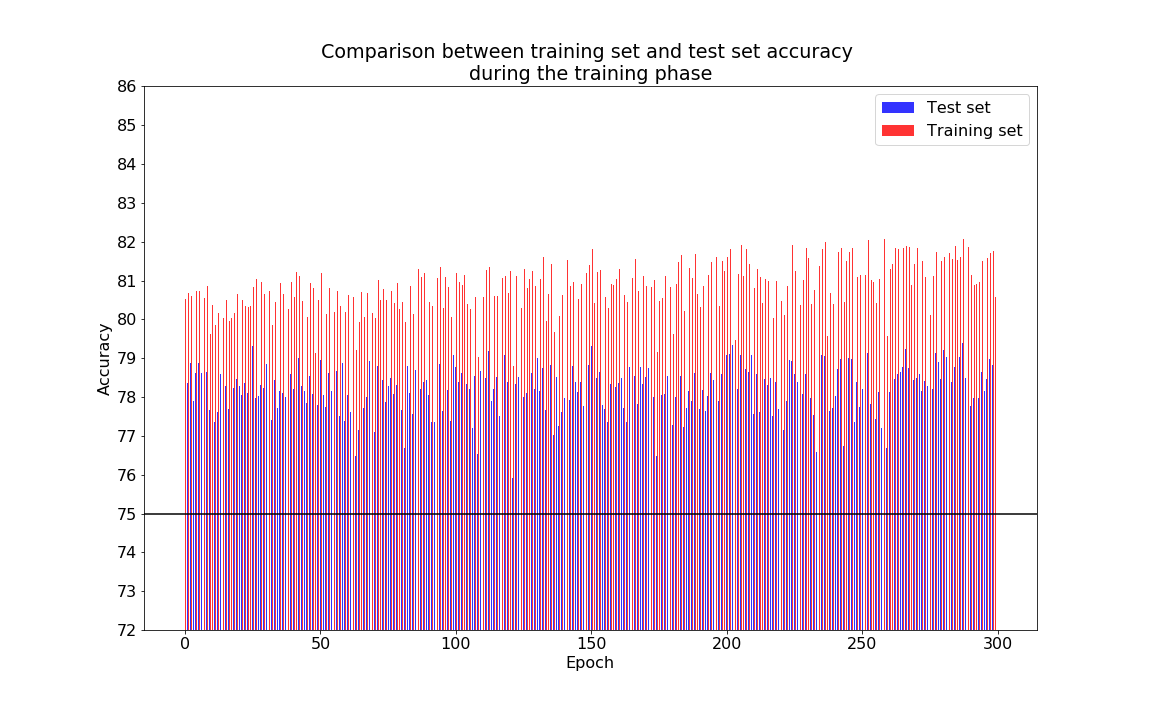 Comparison between training set and test set accuracy
during the training phase
86
85
84
83
82
81
80
79
78
77
76
75
74
73
72
Accuracy
Test set
Training set
0 50 100 150 200 250 300
Epoch